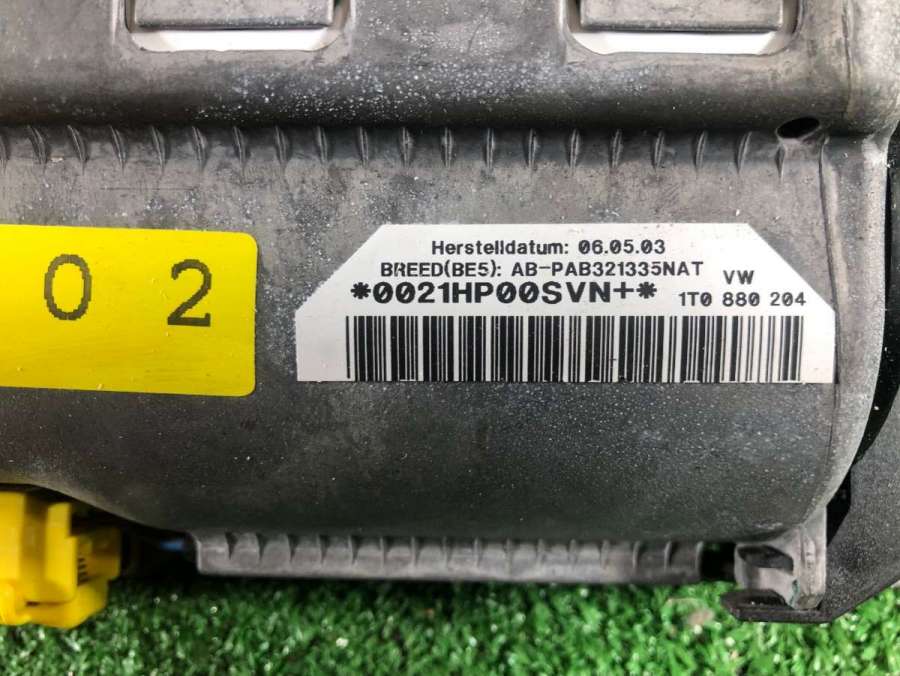 0 2
Herstelldatum: 06.05.03
BREED(BE5): AB-PAB321335NAT
VW
*0021HP00SVN+*
1T0 880 204